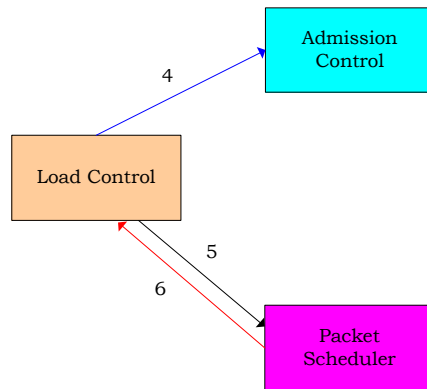 Admission
Control
4
Load Control
5
6
Packet
Scheduler